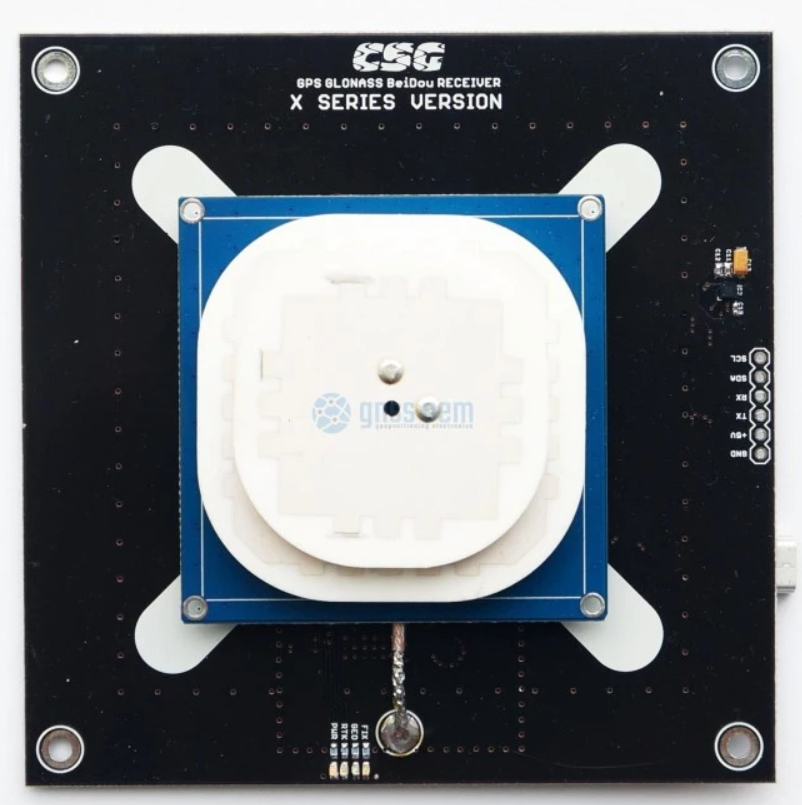 CSG
GPS GLONASS BeiDou RECEIVER
X SERIES VERSION
SCL
SDA
RX
TX
+5V
GND
geopositioning electronics
PWR
RTK
GEO
FIX